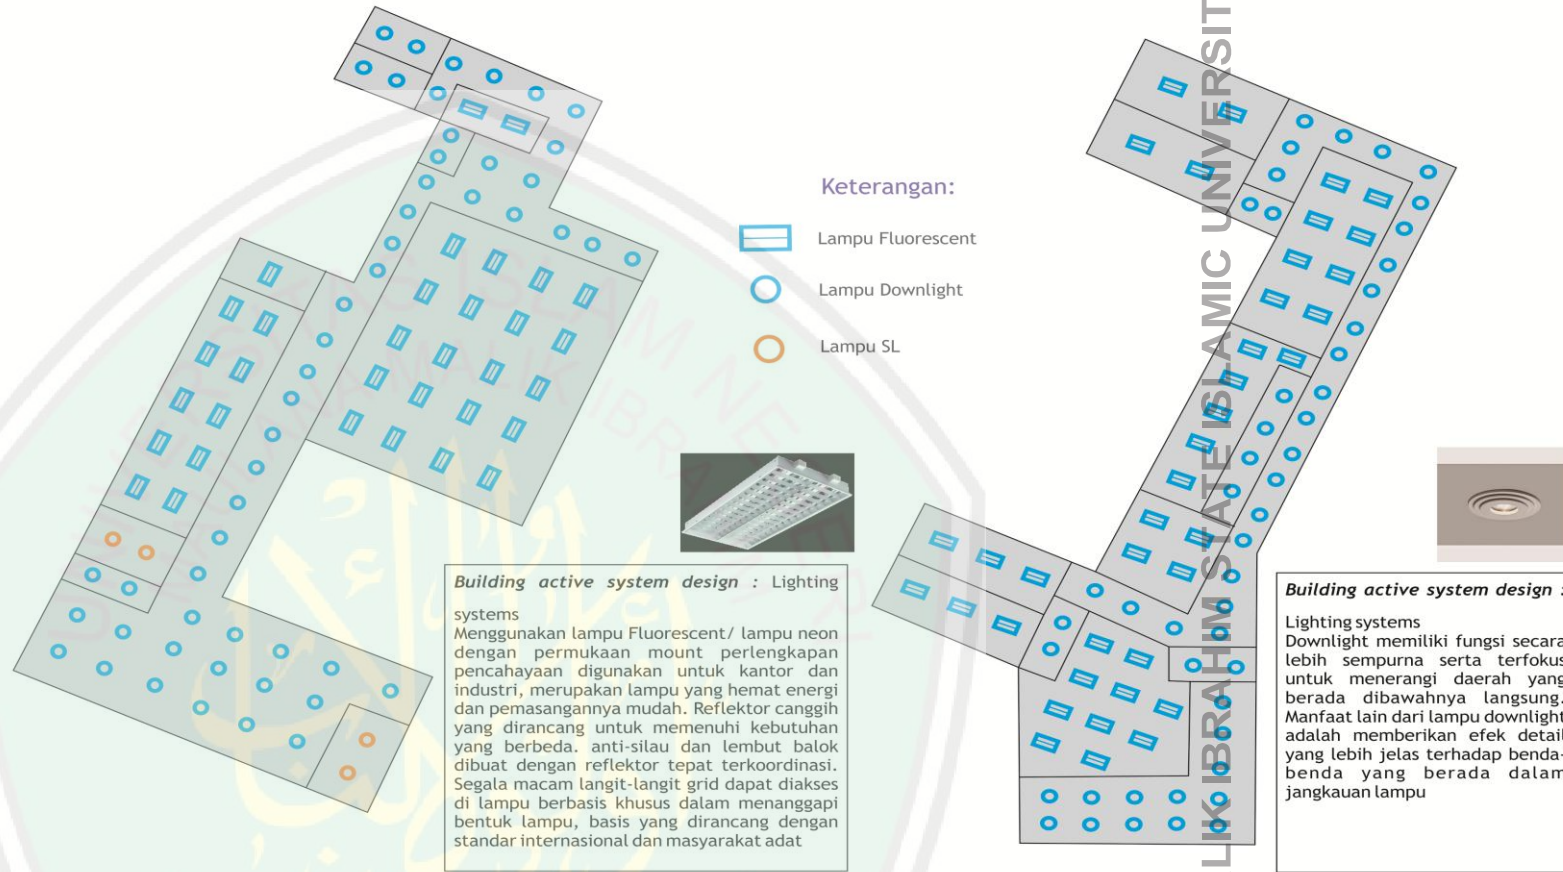 Keterangan:
Lampu Fluorescent
Lampu Downlight
Lampu SL
Building active system design : Lighting
systems
Menggunakan lampu Fluorescent/ lampu neon
dengan permukaan mount perlengkapan
pencahayaan digunakan untuk kantor dan
industri, merupakan lampu yang hemat energi
dan pemasangannya mudah. Reflektor canggih
yang dirancang untuk memenuhi kebutuhan
yang berbeda. anti-silau dan lembut balok
dibuat dengan reflektor tepat terkoordinasi.
Segala macam langit-langit grid dapat diakses
di lampu berbasis khusus dalam menanggapi
bentuk lampu, basis yang dirancang dengan
standar internasional dan masyarakat adat
Building active system design :
Lighting systems
Downlight memiliki fungsi secara
lebih sempurna serta terfokus
untuk menerangi daerah yang
berada dibawahnya langsung.
Manfaat lain dari lampu downlight
adalah memberikan efek detail
yang lebih jelas terhadap benda-
benda yang berada dalam
jangkauan lampu
LIKIBRAHIM STATE ISLAMIC UNIVERSIT